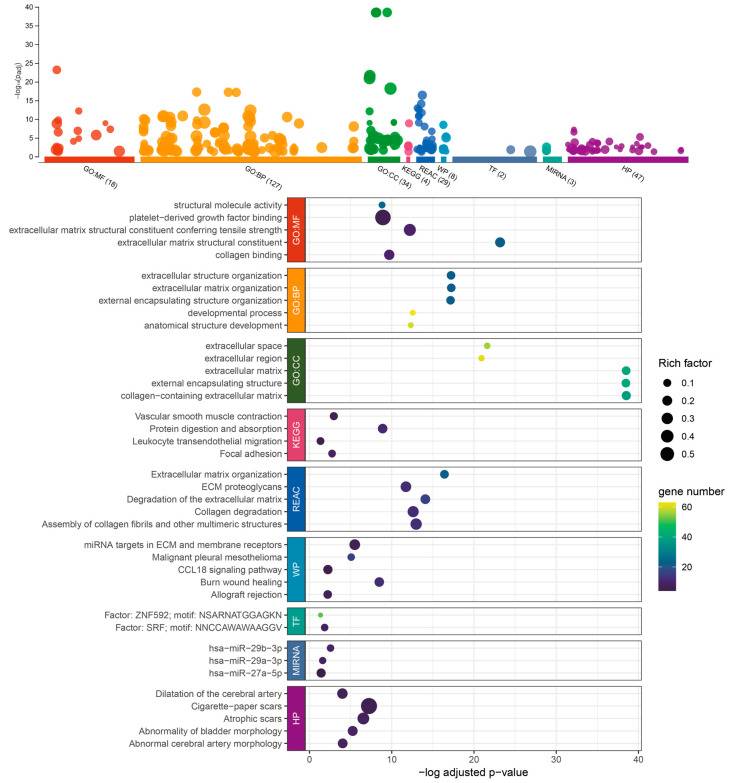 40
35
30
25
20
15
10
5
0
−log₁₀(padj)
GO:MF (18)
GO:BP (127)
GO:CC (34)
KEGG (4)
REAC (29)
WP (8)
TF (2)
MIRNA (3)
HP (47)
GO:MF
structural molecule activity
platelet−derived growth factor binding
extracellular matrix structural constituent conferring tensile strength
extracellular matrix structural constituent
collagen binding
GO:BP
extracellular structure organization
extracellular matrix organization
external encapsulating structure organization
developmental process
anatomical structure development
GO:CC
extracellular space
extracellular region
extracellular matrix
external encapsulating structure
collagen−containing extracellular matrix
KEGG
Vascular smooth muscle contraction
Protein digestion and absorption
Leukocyte transendothelial migration
Focal adhesion
REAC
Extracellular matrix organization
ECM proteoglycans
Degradation of the extracellular matrix
Collagen degradation
Assembly of collagen fibrils and other multimeric structures
WP
miRNA targets in ECM and membrane receptors
Malignant pleural mesothelioma
CCL18 signaling pathway
Burn wound healing
Allograft rejection
TF
Factor: ZNF592; motif: NSARNATGGAGKN
Factor: SRF; motif: NNCCAWAWAAGGV
MIRNA
hsa−miR−29b−3p
hsa−miR−29a−3p
hsa−miR−27a−5p
HP
Dilatation of the cerebral artery
Cigarette−paper scars
Atrophic scars
Abnormality of bladder morphology
Abnormal cerebral artery morphology
0 10 20 30 40
−log adjusted p−value
Rich factor
0.1
0.2
0.3
0.4
0.5
gene number
60
40
20